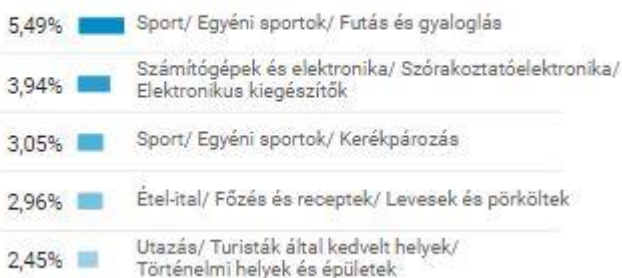 5,49% Sport/ Egyéni sportok/ Futás és gyaloglás
3,94% Számítógépek és elektronika/ Szórakoztatóelektronika/
Elektronikus kiegészítők
3,05% Sport/ Egyéni sportok/ Kerékpározás
2,96% Étel-ital/ Főzés és receptek/ Levesek és pörköltek
2,45% Utazás/ Turisták által kedvelt helyek/
Történelmi helyek és épületek